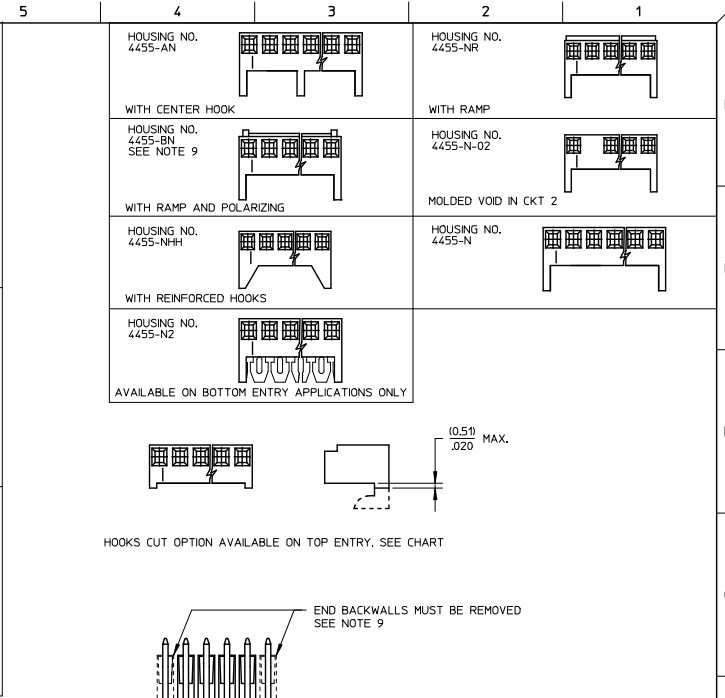 5 4 3 2 1
HOUSING NO.
4455-AN
WITH CENTER HOOK
HOUSING NO.
4455-NR
WITH RAMP
HOUSING NO.
4455-BN
SEE NOTE 9
WITH RAMP AND POLARIZING
HOUSING NO.
4455-N-02
MOLDED VOID IN CKT 2
HOUSING NO.
4455-NHH
WITH REINFORCED HOOKS
HOUSING NO.
4455-N
HOUSING NO.
4455-N2
AVAILABLE ON BOTTOM ENTRY APPLICATIONS ONLY
(0.51)
.020 MAX.
HOOKS CUT OPTION AVAILABLE ON TOP ENTRY, SEE CHART
END BACKWALLS MUST BE REMOVED
SEE NOTE 9